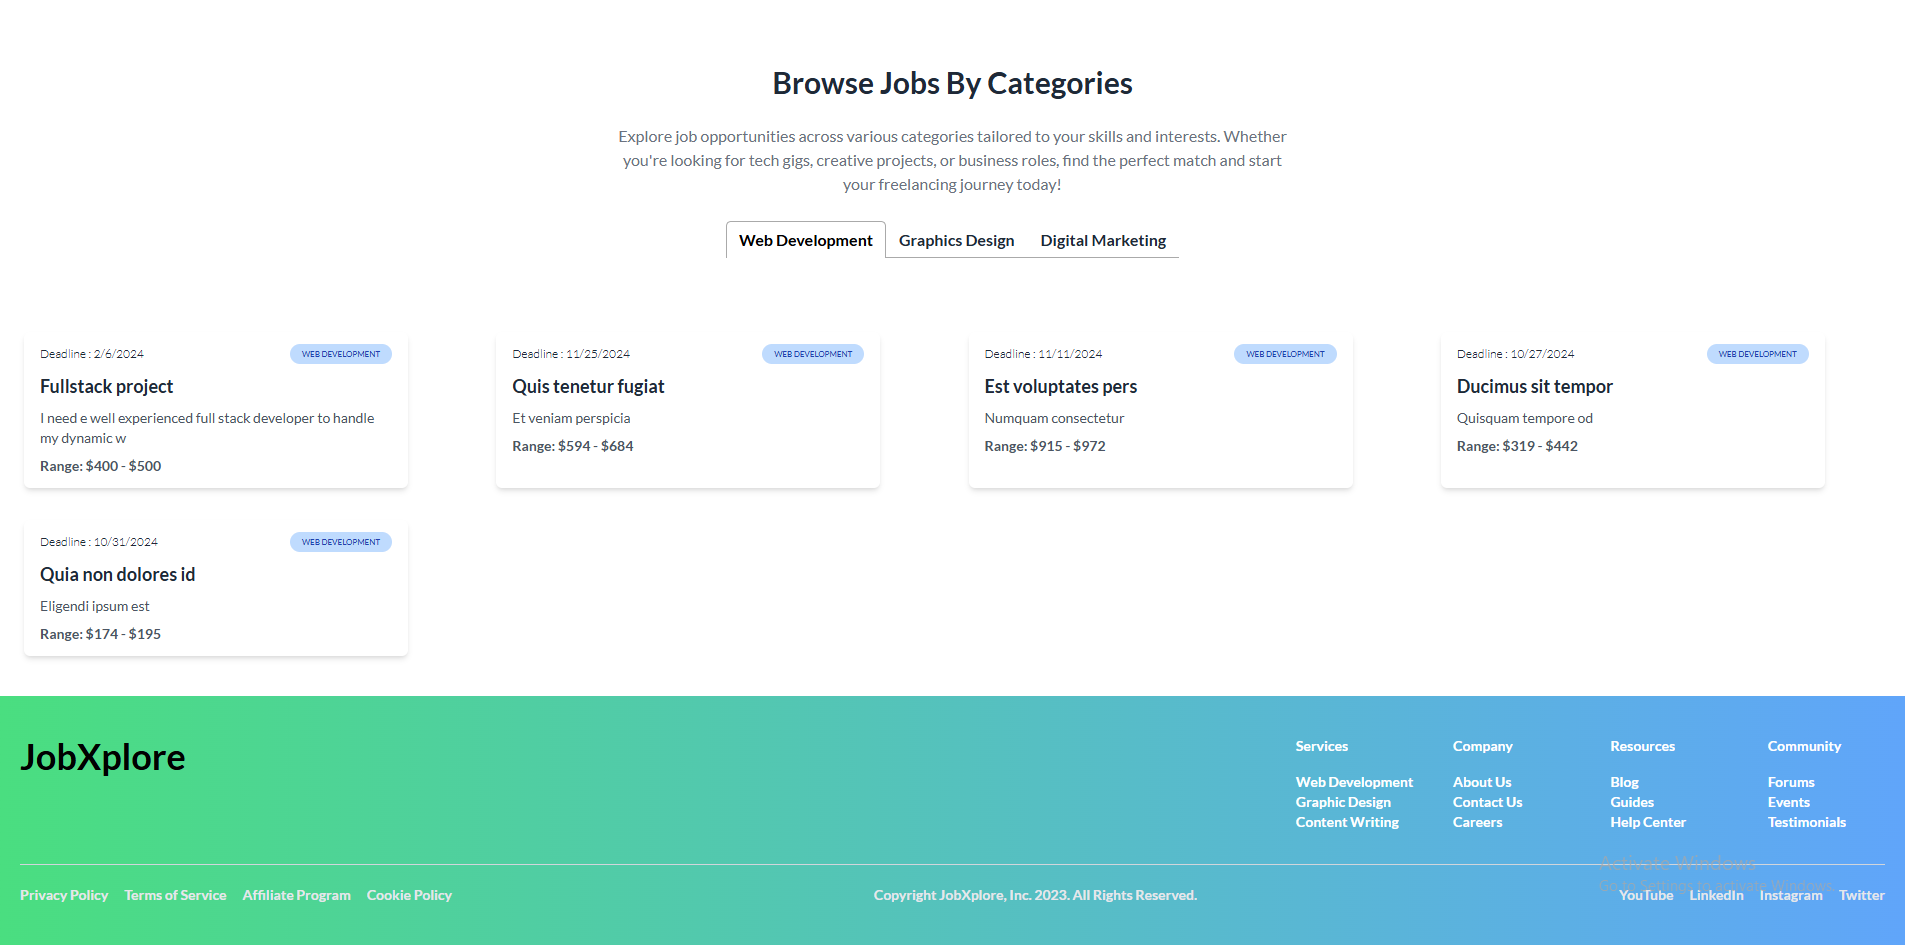 Browse Jobs By Categories
Explore job opportunities across various categories tailored to your skills and interests. Whether
you're looking for tech gigs, creative projects, or business roles, find the perfect match and start
your freelancing journey today!
Web Development Graphics Design Digital Marketing
Deadline : 2/6/2024 WEB DEVELOPMENT
Fullstack project
I need e well experienced full stack developer to handle
my dynamic w
Range: $400 - $500
Deadline : 11/25/2024 WEB DEVELOPMENT
Quis tenetur fugiat
Et veniam perspicia
Range: $594 - $684
Deadline : 11/11/2024 WEB DEVELOPMENT
Est voluptates pers
Numquam consectetur
Range: $915 - $972
Deadline : 10/27/2024 WEB DEVELOPMENT
Ducimus sit tempor
Quisquam tempore od
Range: $319 - $442
Deadline : 10/31/2024 WEB DEVELOPMENT
Quia non dolores id
Eligendi ipsum est
Range: $174 - $195
JobXplore
Services
Web Development
Graphic Design
Content Writing
Company
About Us
Contact Us
Careers
Resources
Blog
Guides
Help Center
Community
Forums
Events
Testimonials
Activate Windows
Go to Settings to activate Windows.
Privacy Policy Terms of Service Affiliate Program Cookie Policy
Copyright JobXplore, Inc. 2023. All Rights Reserved.
YouTube LinkedIn Instagram Twitter